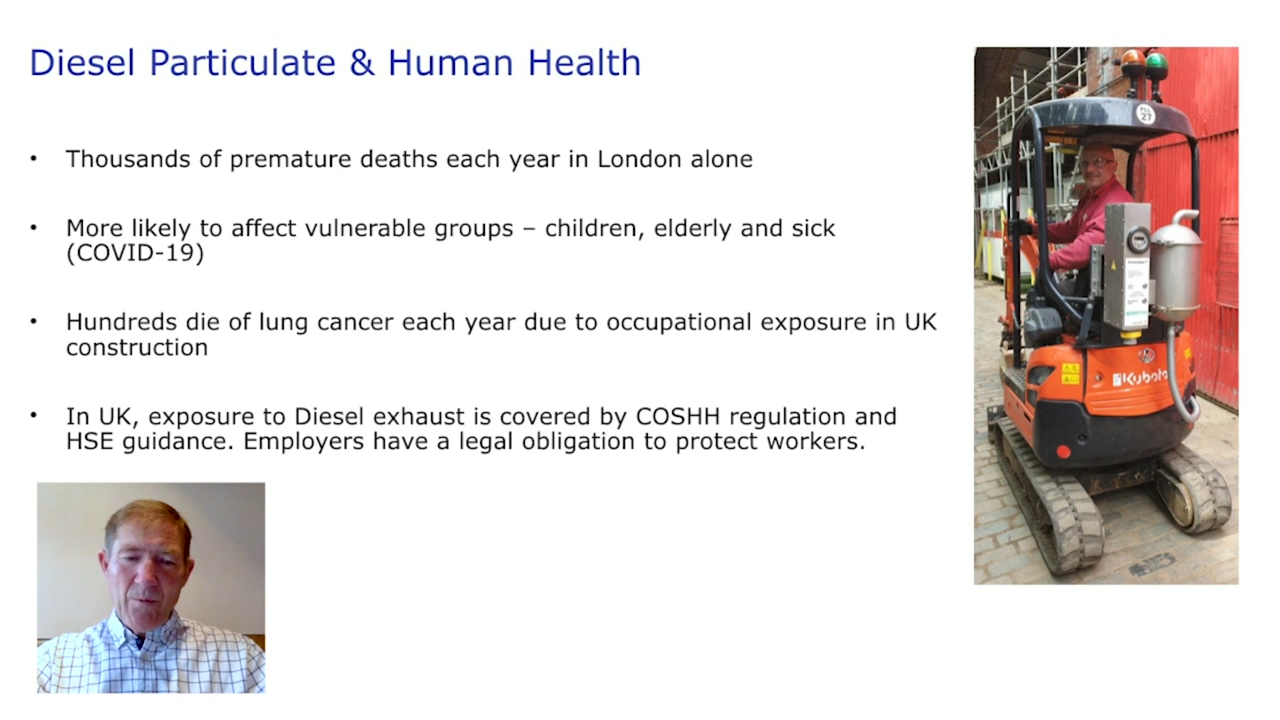 Diesel Particulate & Human Health
• Thousands of premature deaths each year in London alone
• More likely to affect vulnerable groups – children, elderly and sick
(COVID-19)
• Hundreds die of lung cancer each year due to occupational exposure in UK
construction
• In UK, exposure to Diesel exhaust is covered by COSHH regulation and
HSE guidance. Employers have a legal obligation to protect workers.
27
Kubota